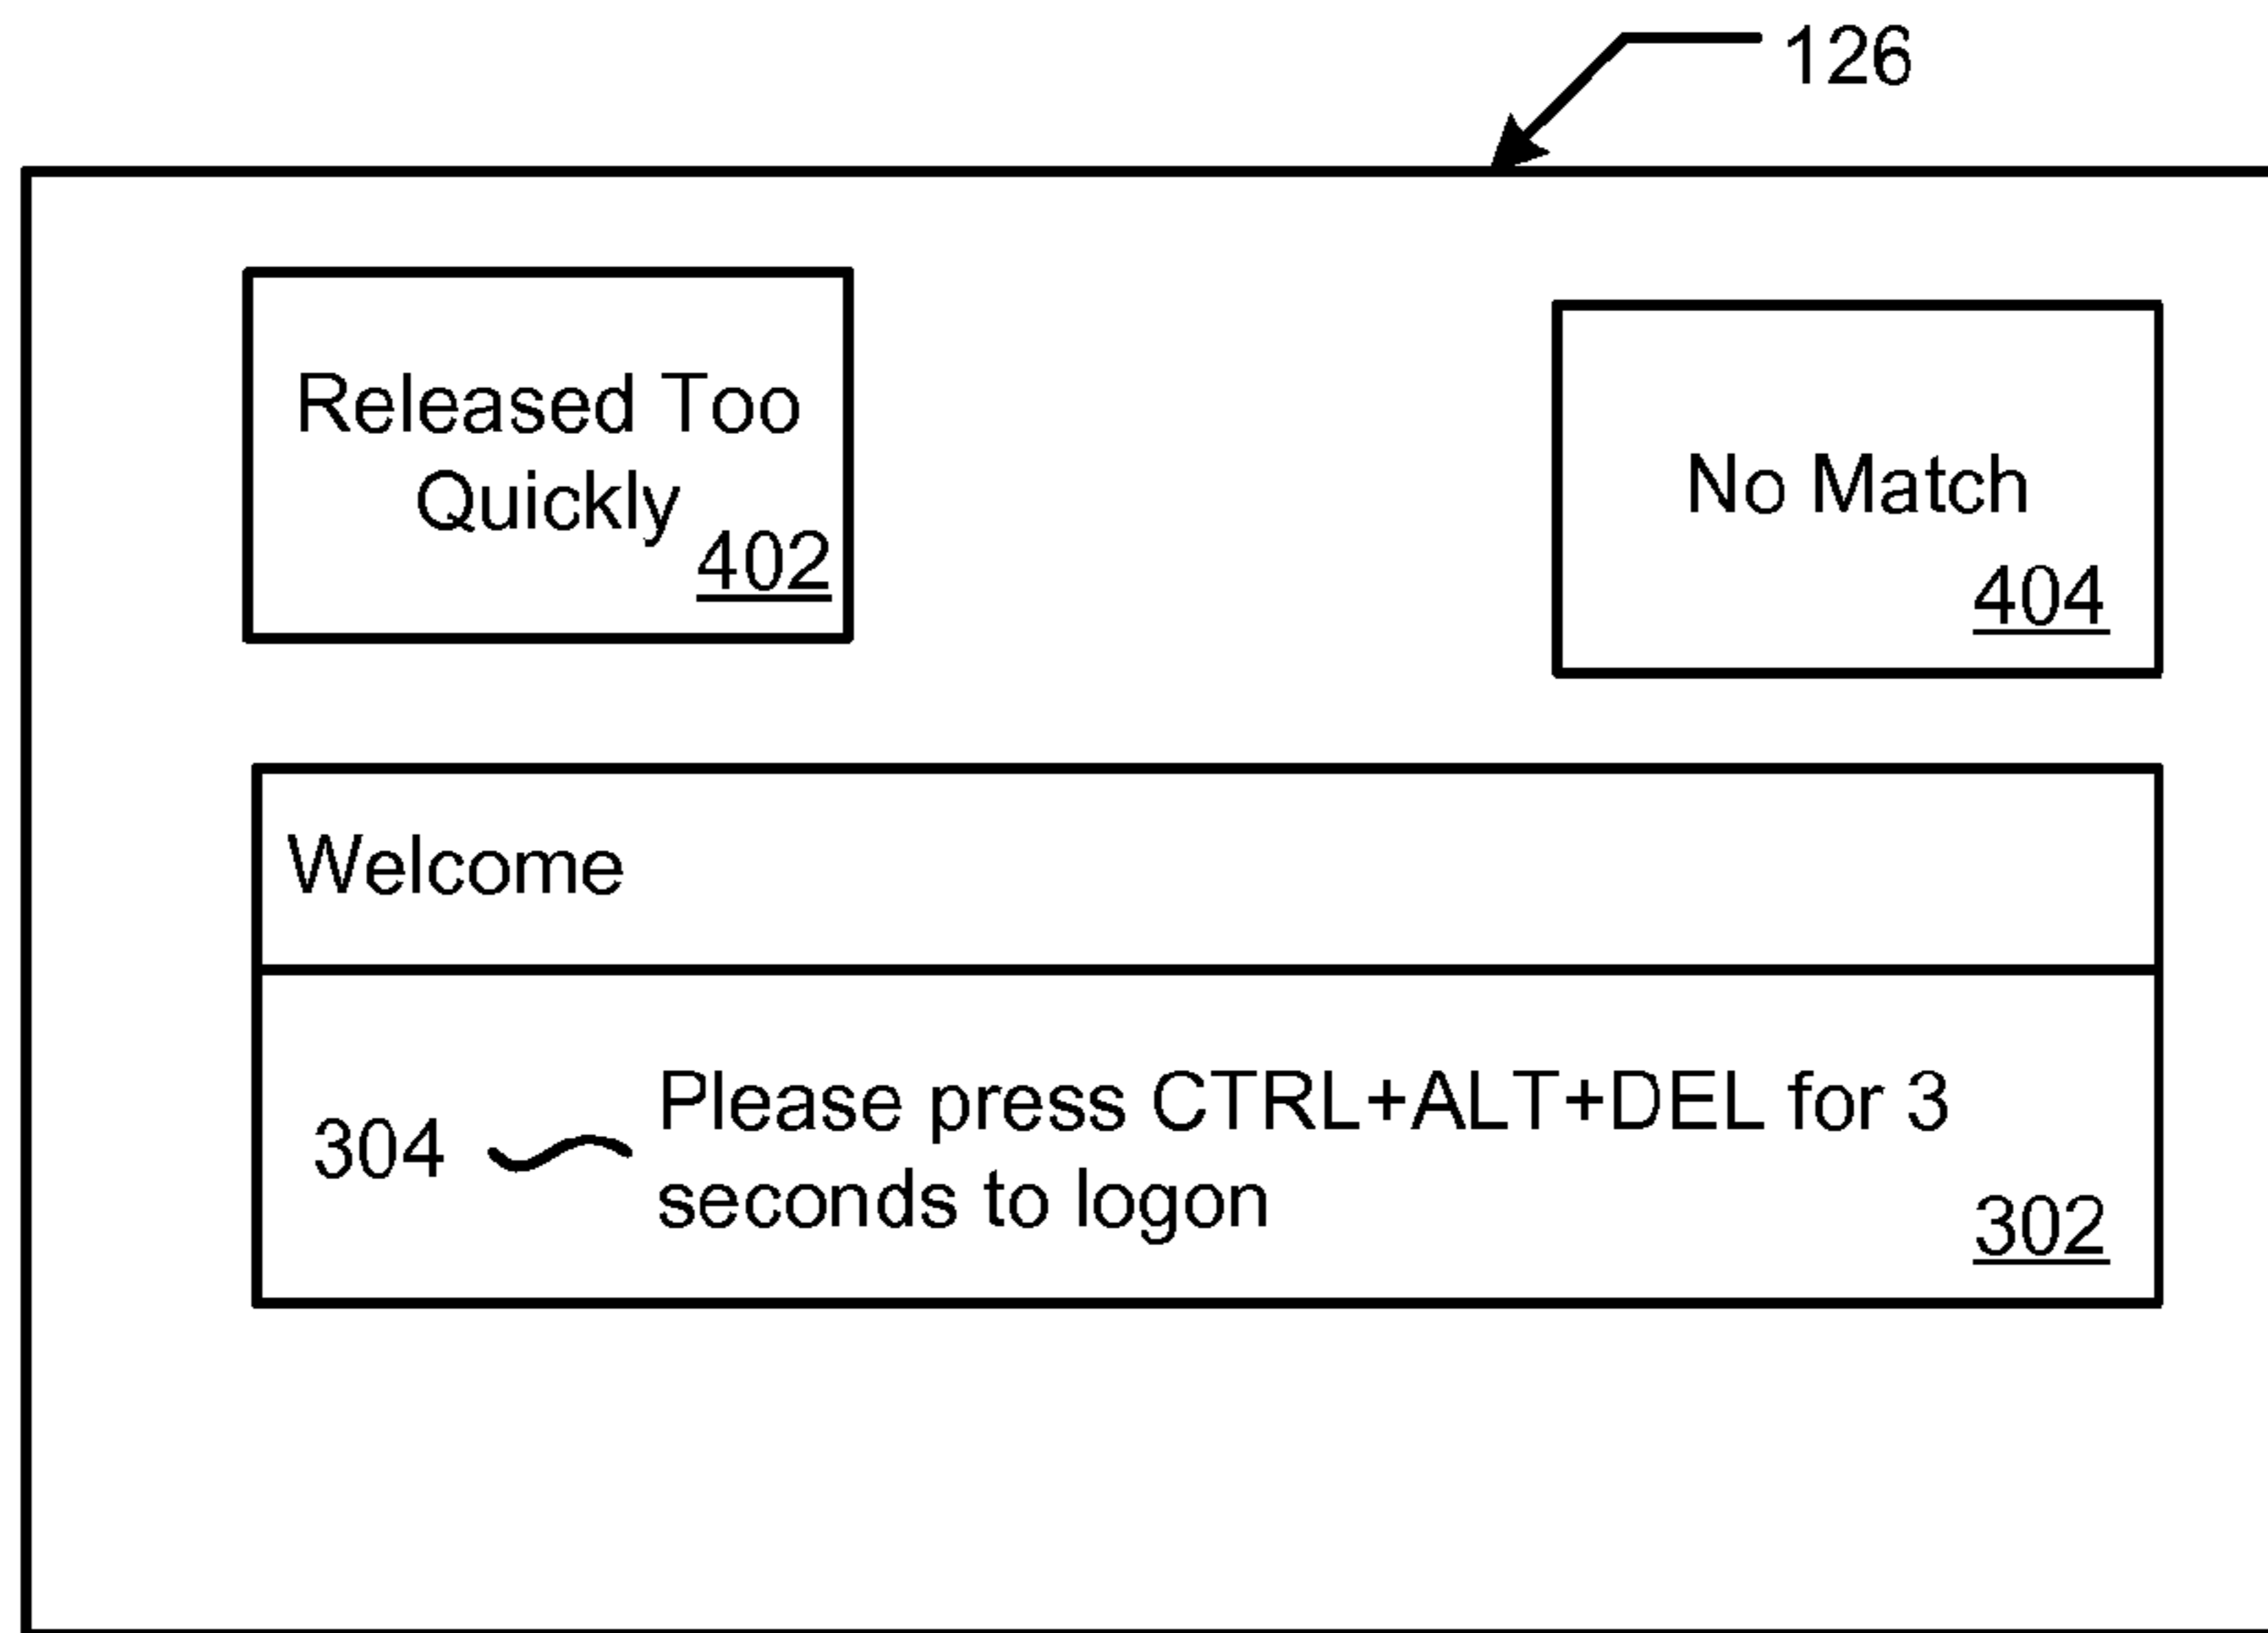 126
Released Too
Quickly
402
No Match
404
Welcome
304
Please press CTRL+ALT+DEL for 3
seconds to logon
302